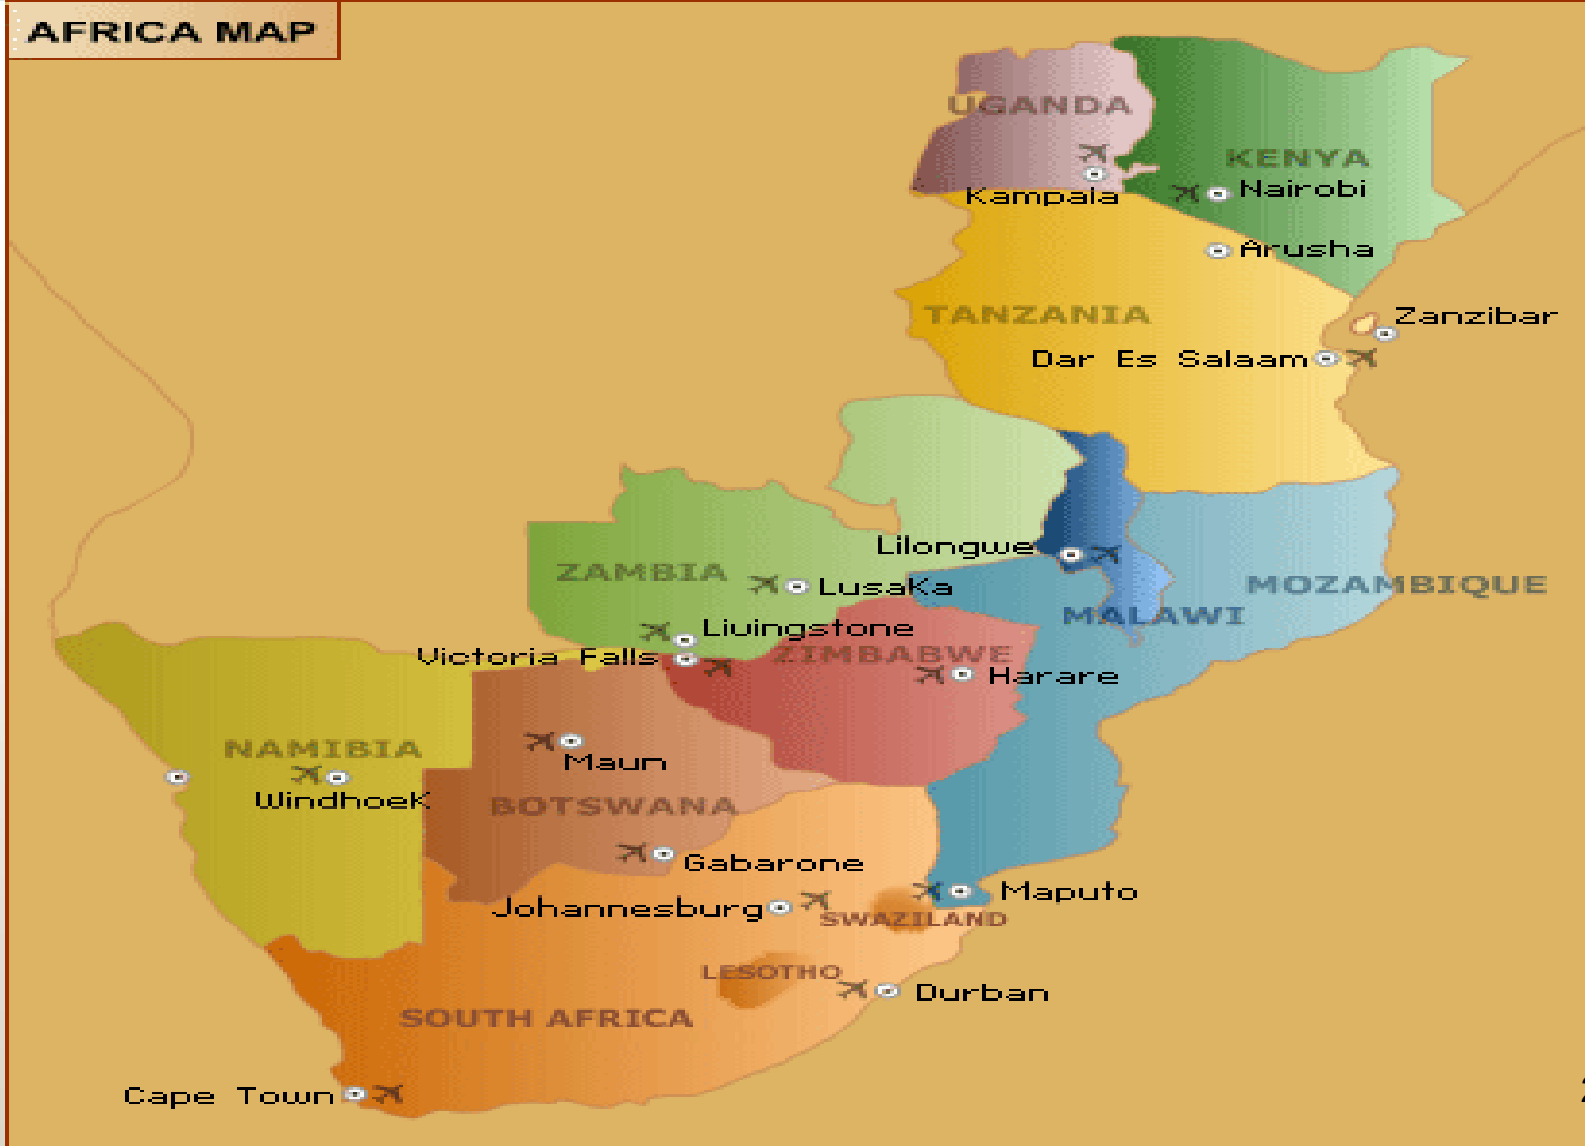 AFRICA MAP
UGANDA
KENYA
Kampala
Nairobi
Arusha
TANZANIA
Zanzibar
Dar Es Salaam
Lilongwe
ZAMBIA
Lusaka
MOZAMBIQUE
MALAWI
Livingstone
Victoria Falls
ZIMBABWE
Harare
NAMIBIA
Maun
Windhoek
BOTSWANA
Gabarone
Johannesburg
Maputo
SWAZILAND
LESOTHO
Durban
SOUTH AFRICA
Cape Town